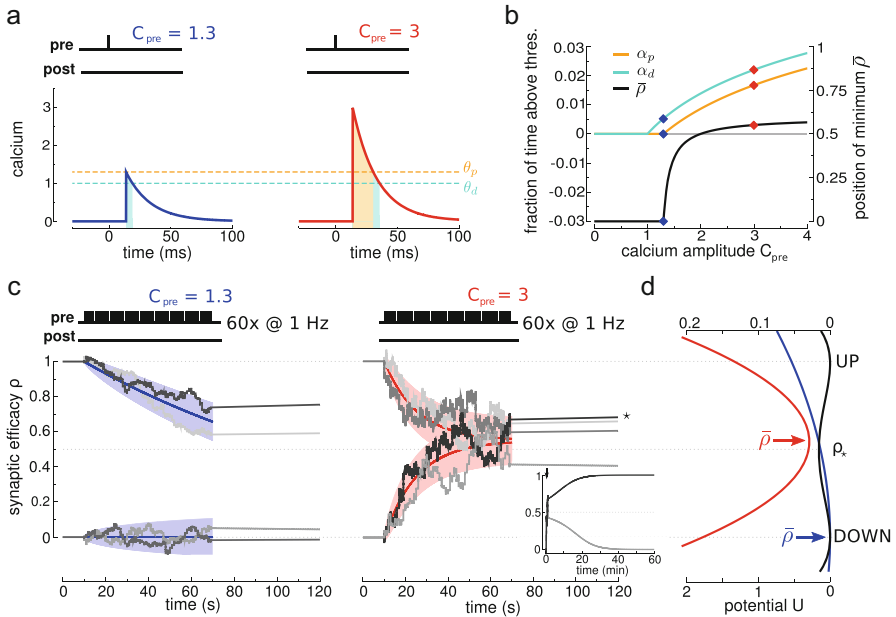 a
C_pre = 1.3
C_pre = 3
pre
post
calcium
3
2
1
0
θ_p
θ_d
0 50 100
time (ms)
0 50 100
time (ms)
b
fraction of time above thres.
0.03
0.02
0.01
0
-0.01
-0.02
-0.03
α_p
α_d
ρ̄
1
0.75
0.5
0.25
0
position of minimum ρ̄
0 1 2 3 4
calcium amplitude C_pre
c
C_pre = 1.3
C_pre = 3
pre
post
60x @ 1 Hz
60x @ 1 Hz
synaptic efficacy ρ
1
0.8
0.6
0.4
0.2
0
0 20 40 60 80 100 120
time (s)
0 20 40 60 80 100 120
time (s)
⋆
1
0.5
0
0 20 40 60
time (min)
d
0.2 0.1 0
UP
ρ̄
ρ⋆
ρ̄
DOWN
2 1 0
potential U